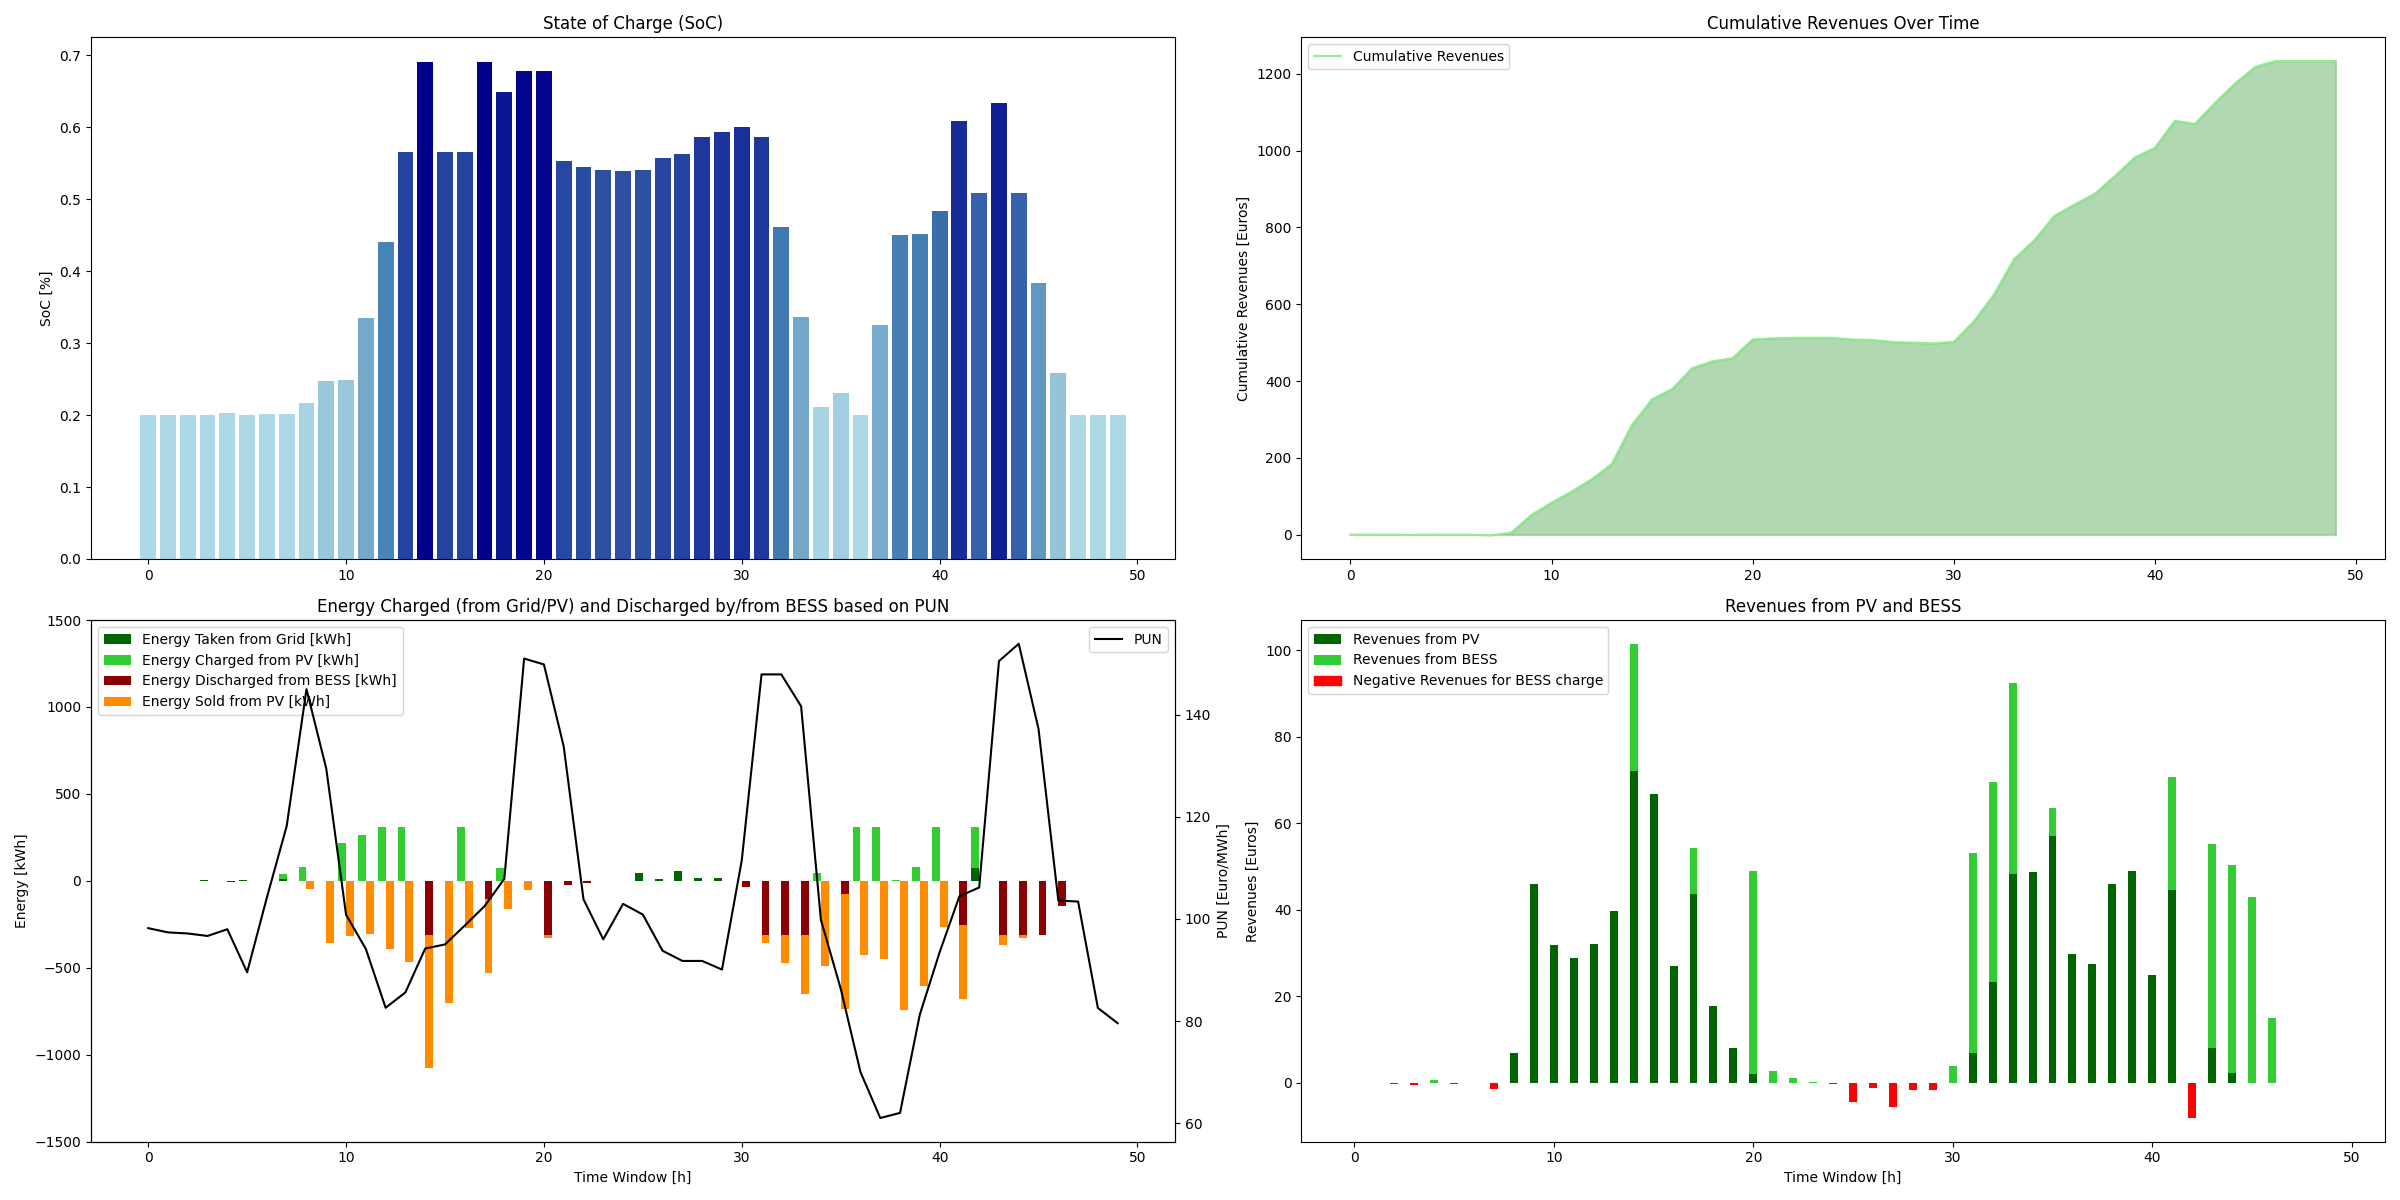 State of Charge (SoC)
SoC [%]
0.7
0.6
0.5
0.4
0.3
0.2
0.1
0.0
0 10 20 30 40 50
Cumulative Revenues Over Time
Cumulative Revenues
Cumulative Revenues [Euros]
1200
1000
800
600
400
200
0
0 10 20 30 40 50
Energy Charged (from Grid/PV) and Discharged by/from BESS based on PUN
Energy Taken from Grid [kWh]
Energy Charged from PV [kWh]
Energy Discharged from BESS [kWh]
Energy Sold from PV [kWh]
PUN
Energy [kWh]
1500
1000
500
0
−500
−1000
−1500
140
120
100
80
60
PUN [Euro/MWh]
0 10 20 30 40 50
Time Window [h]
Revenues from PV and BESS
Revenues from PV
Revenues from BESS
Negative Revenues for BESS charge
Revenues [Euros]
100
80
60
40
20
0
0 10 20 30 40 50
Time Window [h]